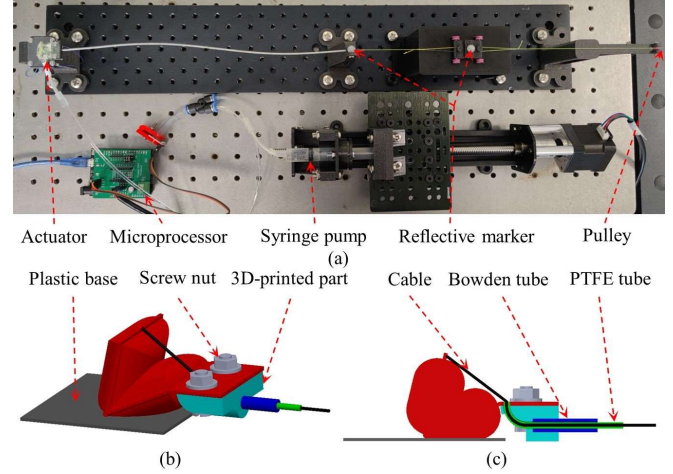 Actuator Microprocessor Syringe pump Reflective marker Pulley
(a)
Plastic base Screw nut 3D-printed part Cable Bowden tube PTFE tube
(b) (c)